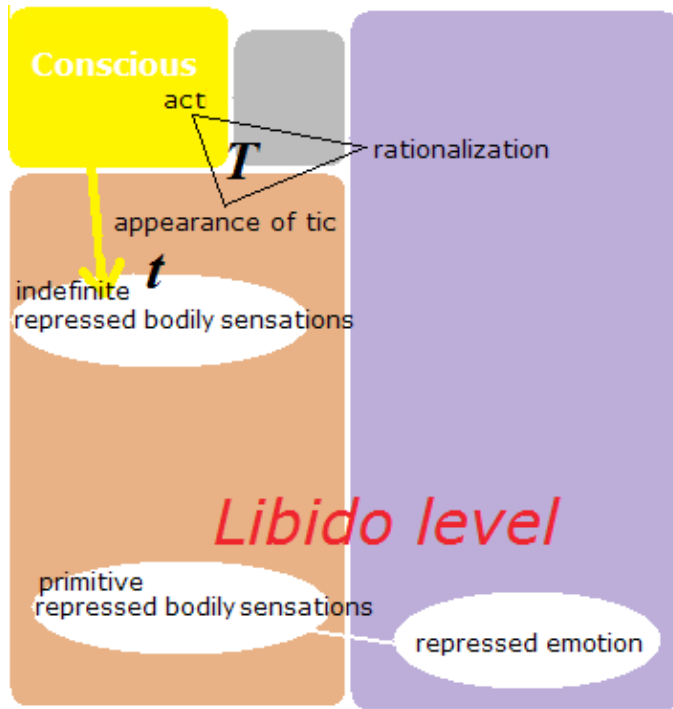 Conscious
act
T
rationalization
appearance of tic
t
indefinite
repressed bodily sensations
Libido level
primitive
repressed bodily sensations
repressed emotion